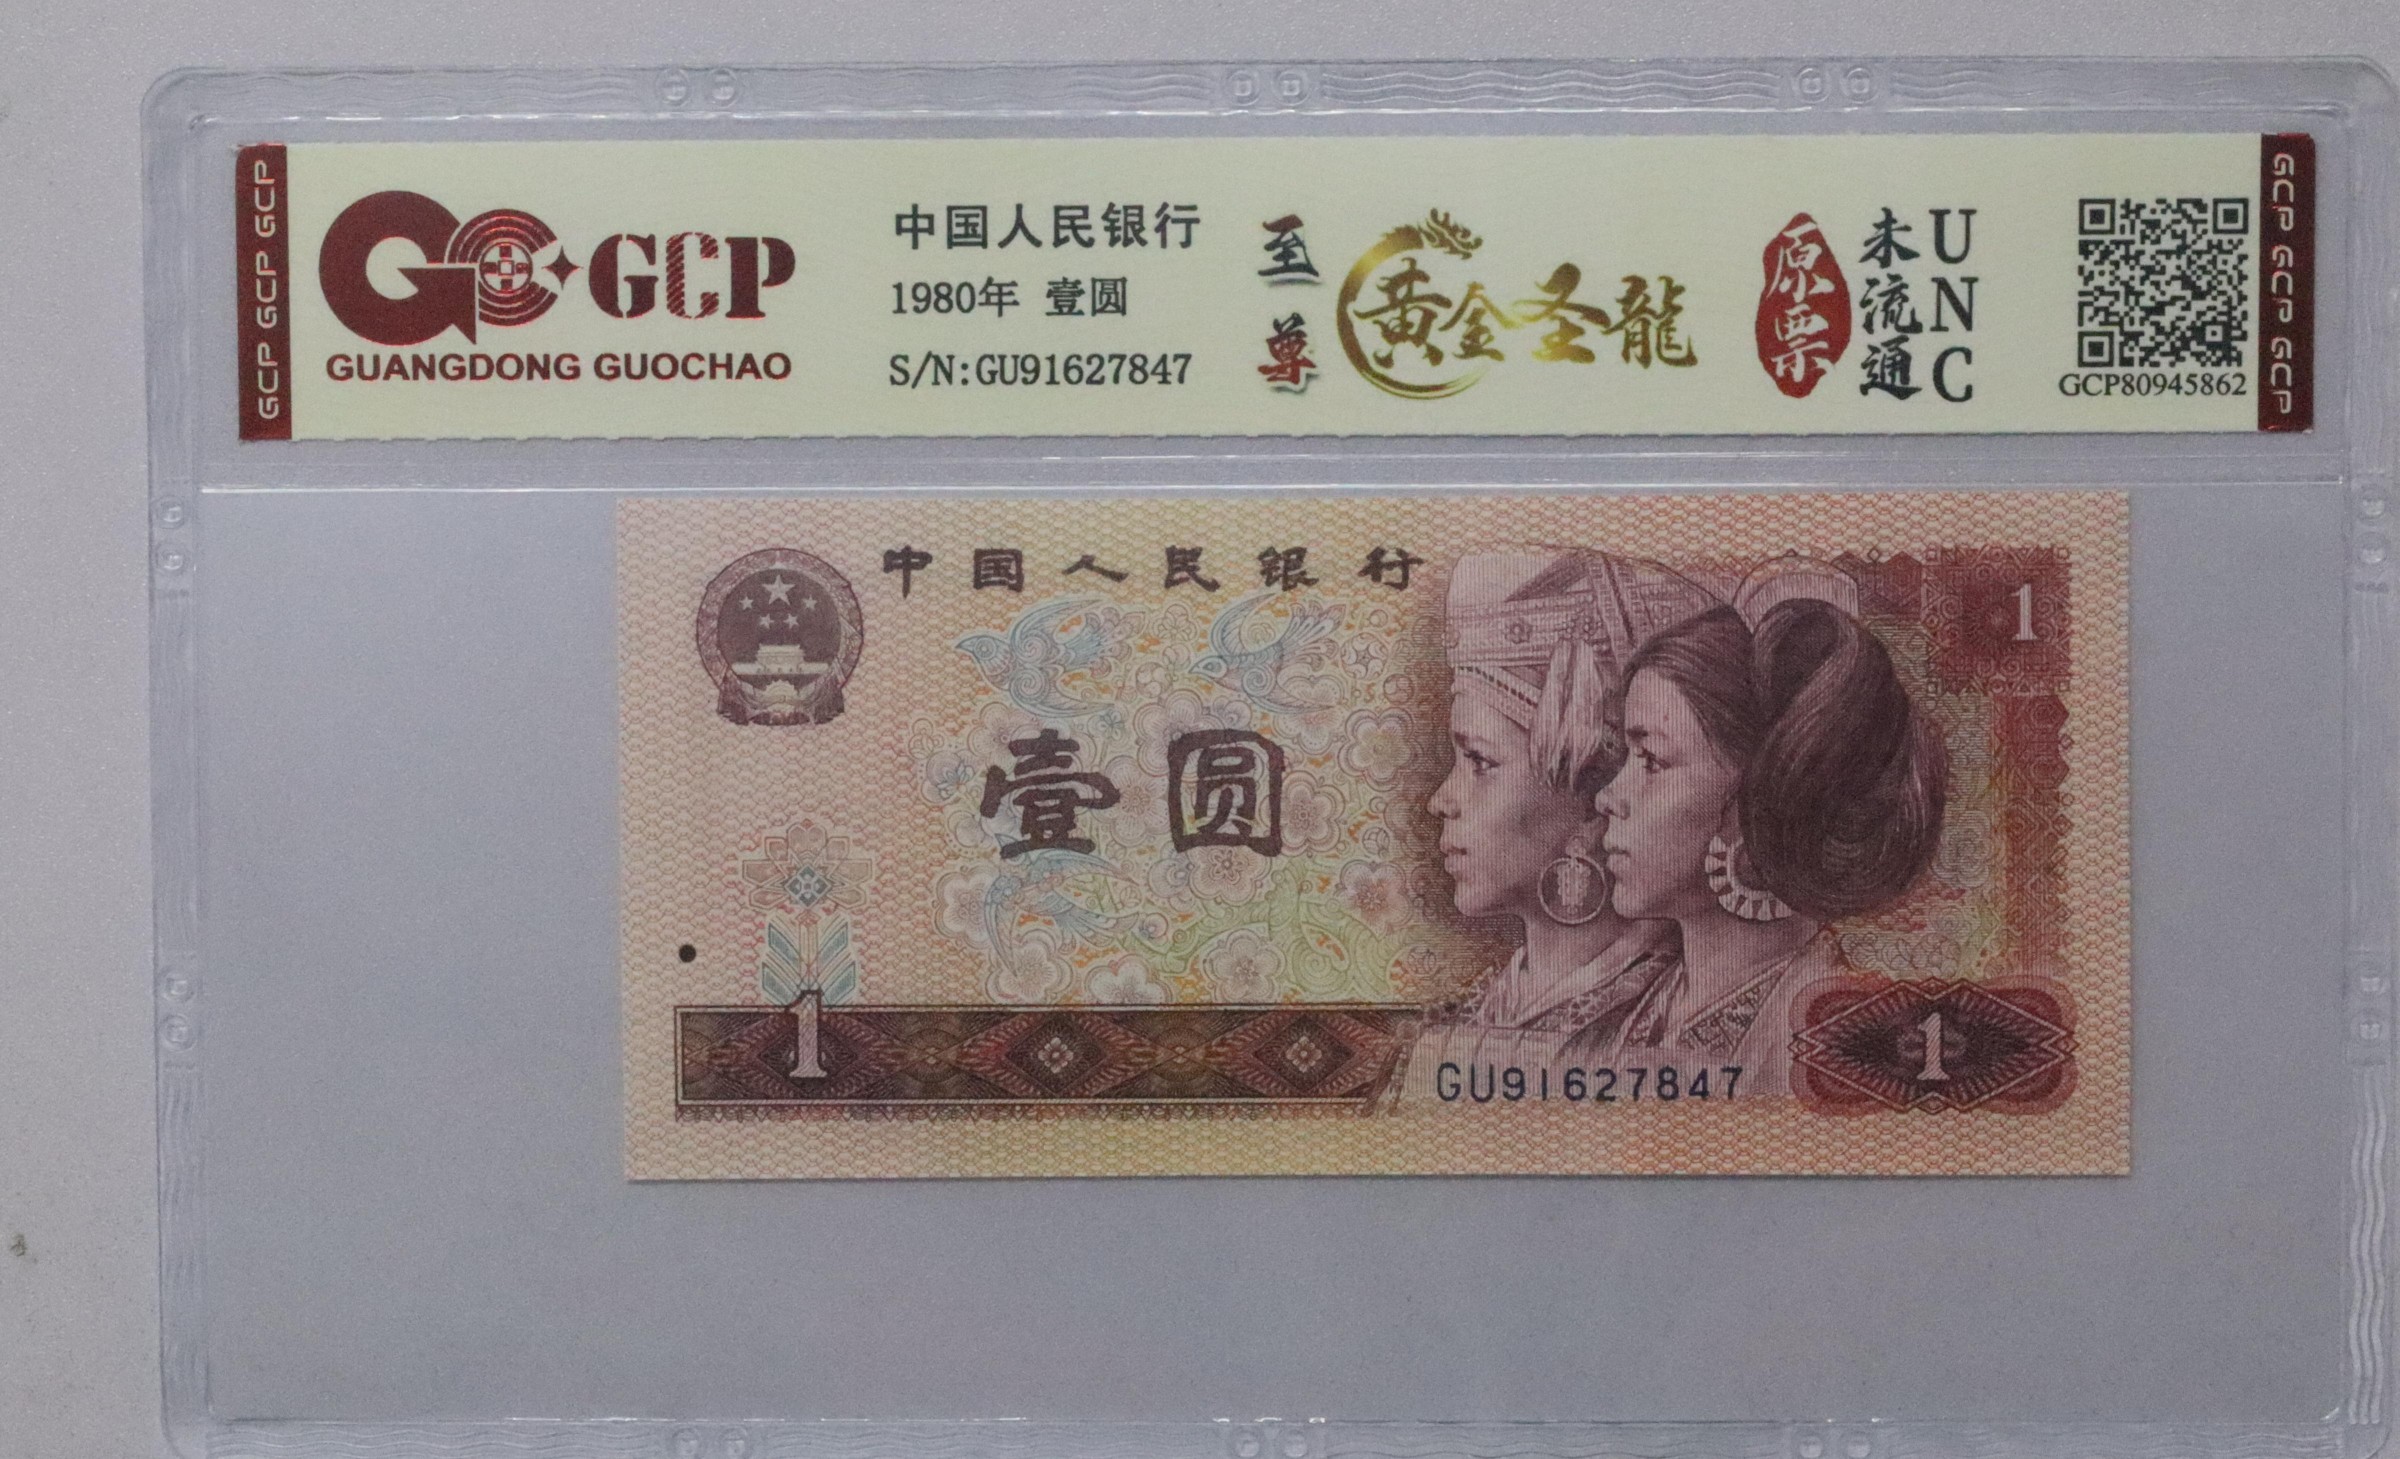 GCP GCP GCP
GCP
GUANGDONG GUOCHAO
中国人民银行
1980年 壹圆
S/N:GU91627847
至尊
黄金圣龍
原票
未流通
UNC
GCP80945862
GCP GCP GCP
中国人民银行
1
壹圆
1
GU91627847
1